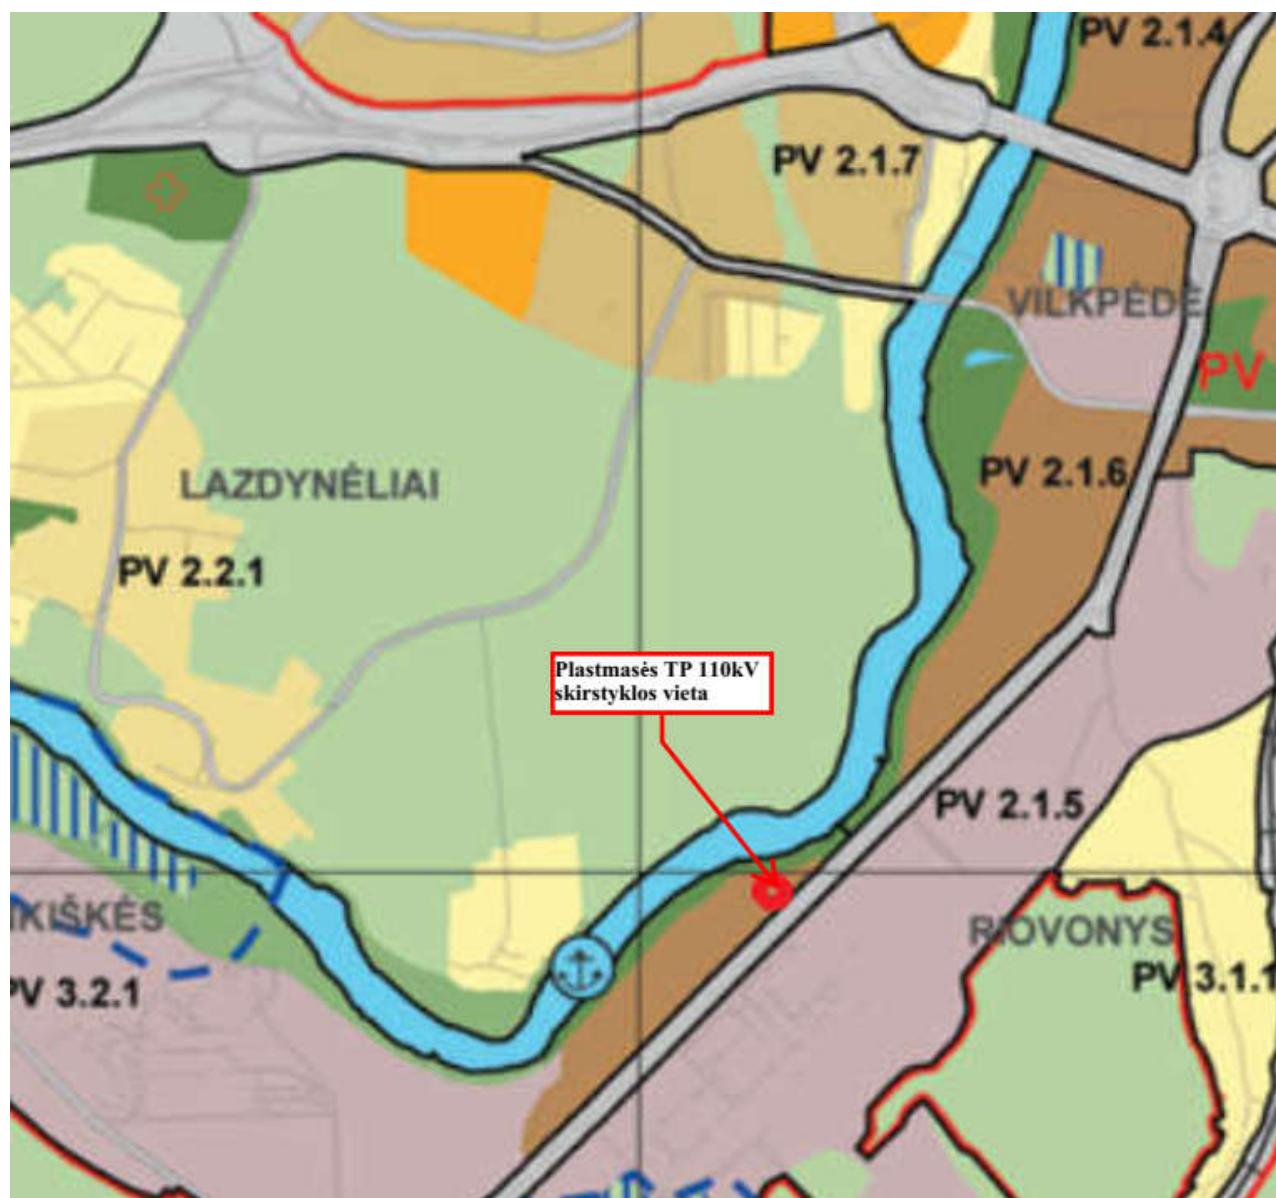 PV 2.1.4
PV 2.1.7
VILKPĖDĖ
PV
PV 2.1.6
LAZDYNĖLIAI
PV 2.2.1
Plastmasės TP 110kV
skirstyklos vieta
PV 2.1.5
IKIŠKĖS
RIOVONYS
PV 3.2.1
PV 3.1.1